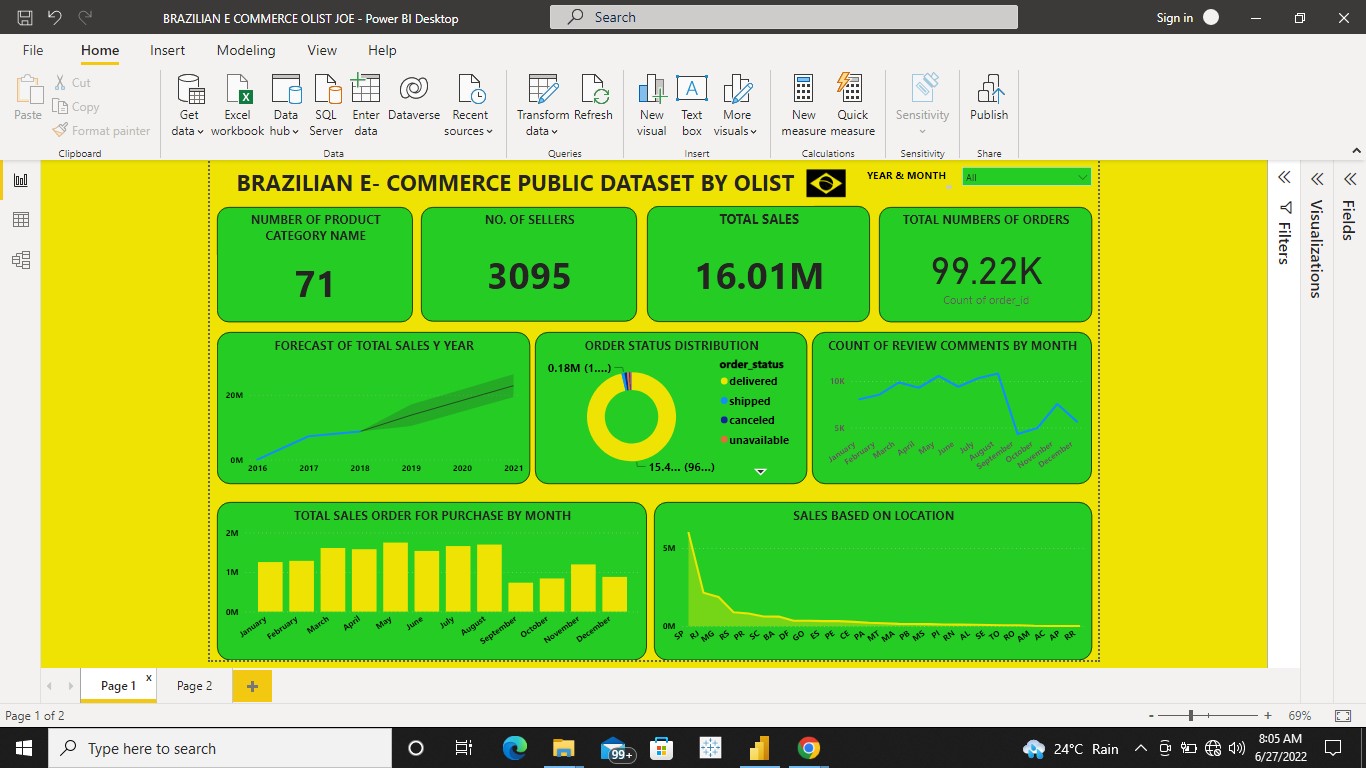 BRAZILIAN E COMMERCE OLIST JOE - Power BI Desktop
Search
Sign in
File Home Insert Modeling View Help
Paste
Cut
Copy
Format painter
Clipboard
Get data
Excel workbook
Data hub
SQL Server
Enter data
Dataverse
Recent sources
Data
Transform data
Refresh
Queries
New visual
Text box
More visuals
Insert
New measure
Quick measure
Calculations
Sensitivity
Sensitivity
Publish
Share
BRAZILIAN E- COMMERCE PUBLIC DATASET BY OLIST
YEAR & MONTH
All
NUMBER OF PRODUCT
CATEGORY NAME
71
NO. OF SELLERS
3095
TOTAL SALES
16.01M
TOTAL NUMBERS OF ORDERS
99.22K
Count of order_id
FORECAST OF TOTAL SALES Y YEAR
20M
0M
2016 2017 2018 2019 2020 2021
ORDER STATUS DISTRIBUTION
0.18M (1....)
15.4... (96...)
order_status
delivered
shipped
canceled
unavailable
COUNT OF REVIEW COMMENTS BY MONTH
10K
5K
January February March April May June July August September October November December
TOTAL SALES ORDER FOR PURCHASE BY MONTH
2M
1M
0M
January February March April May June July August September October November December
SALES BASED ON LOCATION
5M
0M
SP RJ MG RS PR SC BA DF GO ES PE CE PA MT MA PB MS PI RN AL SE TO RO AM AC AP RR
Filters
Visualizations
Fields
Page 1
x
Page 2
+
Page 1 of 2
- + 69%
Type here to search
99+
24°C Rain
8:05 AM
6/27/2022